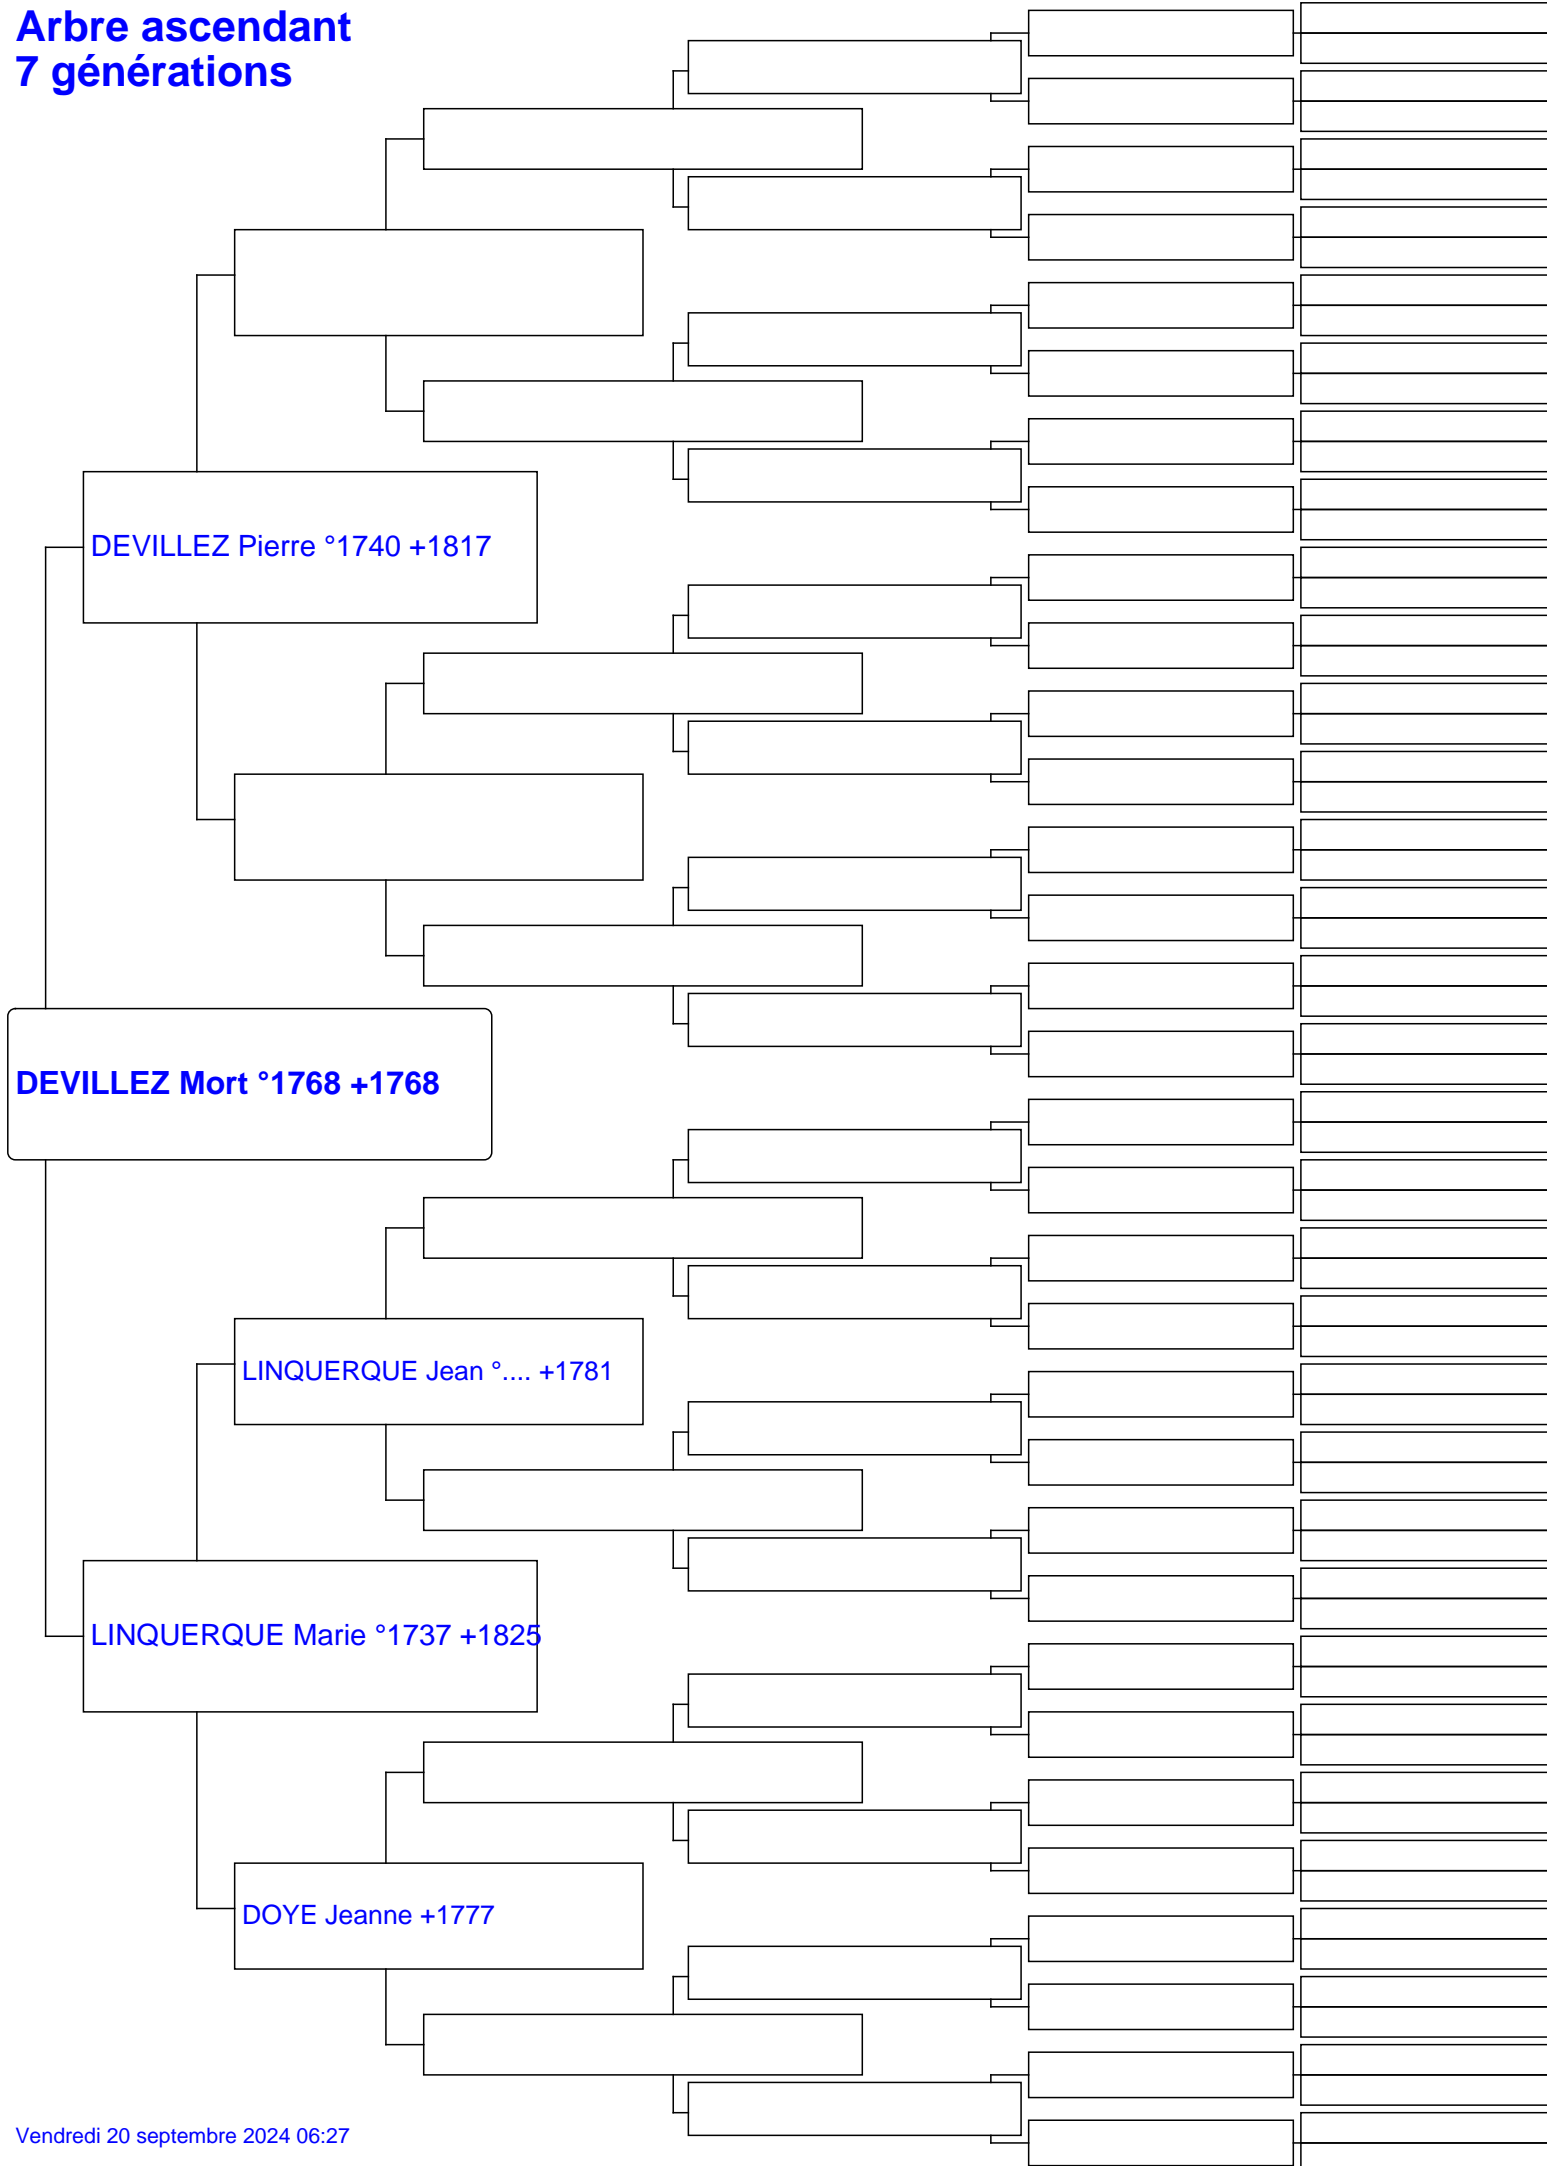 Arbre ascendant
7 générations
DEVILLEZ Pierre °1740 +1817
DEVILLEZ Mort °1768 +1768
LINQUERQUE Jean °.... +1781
LINQUERQUE Marie °1737 +1825
DOYE Jeanne +1777
Vendredi 20 septembre 2024 06:27